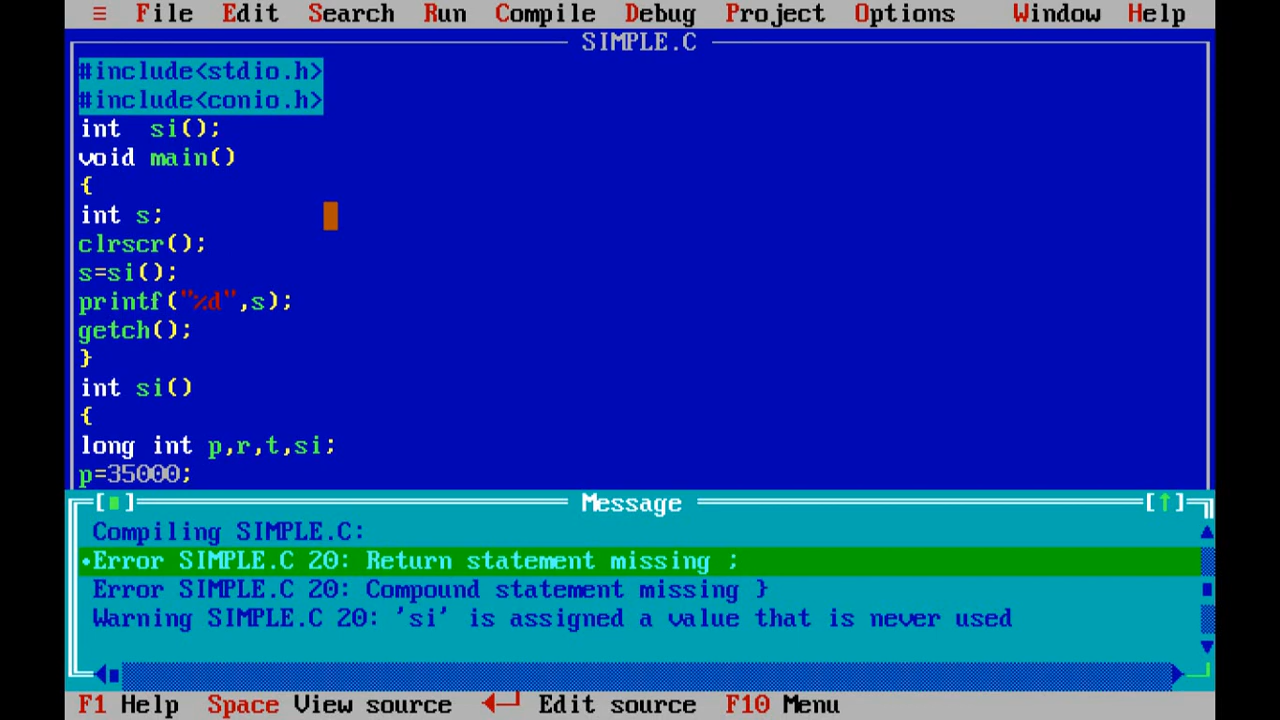 ≡ File Edit Search Run Compile Debug Project Options Window Help
SIMPLE.C
#include<stdio.h>
#include<conio.h>
int  si();
void main()
{
int s;
clrscr();
s=si();
printf("%d",s);
getch();
}
int si()
{
long int p,r,t,si;
p=35000;
[■] Message [↑]
Compiling SIMPLE.C:
•Error SIMPLE.C 20: Return statement missing ;
Error SIMPLE.C 20: Compound statement missing }
Warning SIMPLE.C 20: 'si' is assigned a value that is never used
F1 Help Space View source ◄┘ Edit source F10 Menu